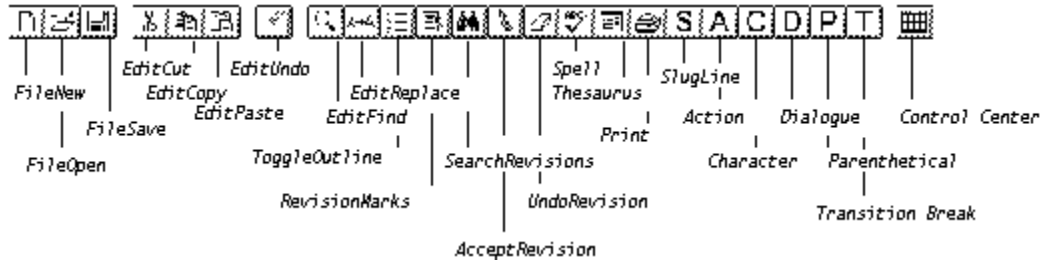 S A C D P T
EditCut EditUndo Spell SlugLine
FileNew EditCopy EditReplace Thesaurus
EditPaste EditFind Action Dialogue Control Center
FileSave Print
FileOpen ToggleOutline SearchRevisions Character Parenthetical
RevisionMarks UndoRevision
Transition Break
AcceptRevision